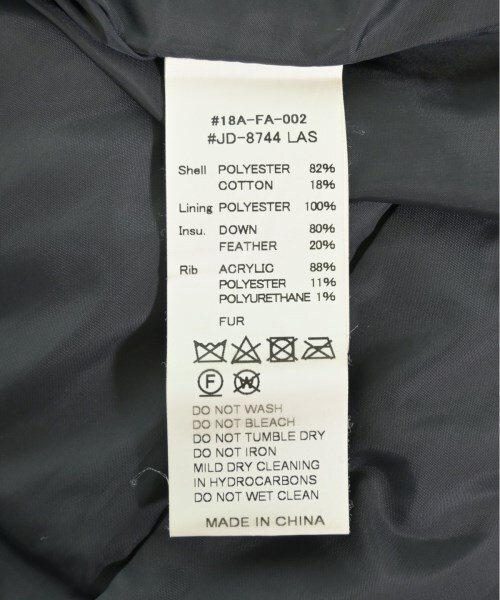 #18A-FA-002
#JD-8744 LAS
Shell POLYESTER 82%
COTTON 18%
Lining POLYESTER 100%
Insu. DOWN 80%
FEATHER 20%
Rib ACRYLIC 88%
POLYESTER 11%
POLYURETHANE 1%
FUR
F W
DO NOT WASH
DO NOT BLEACH
DO NOT TUMBLE DRY
DO NOT IRON
MILD DRY CLEANING
IN HYDROCARBONS
DO NOT WET CLEAN
MADE IN CHINA